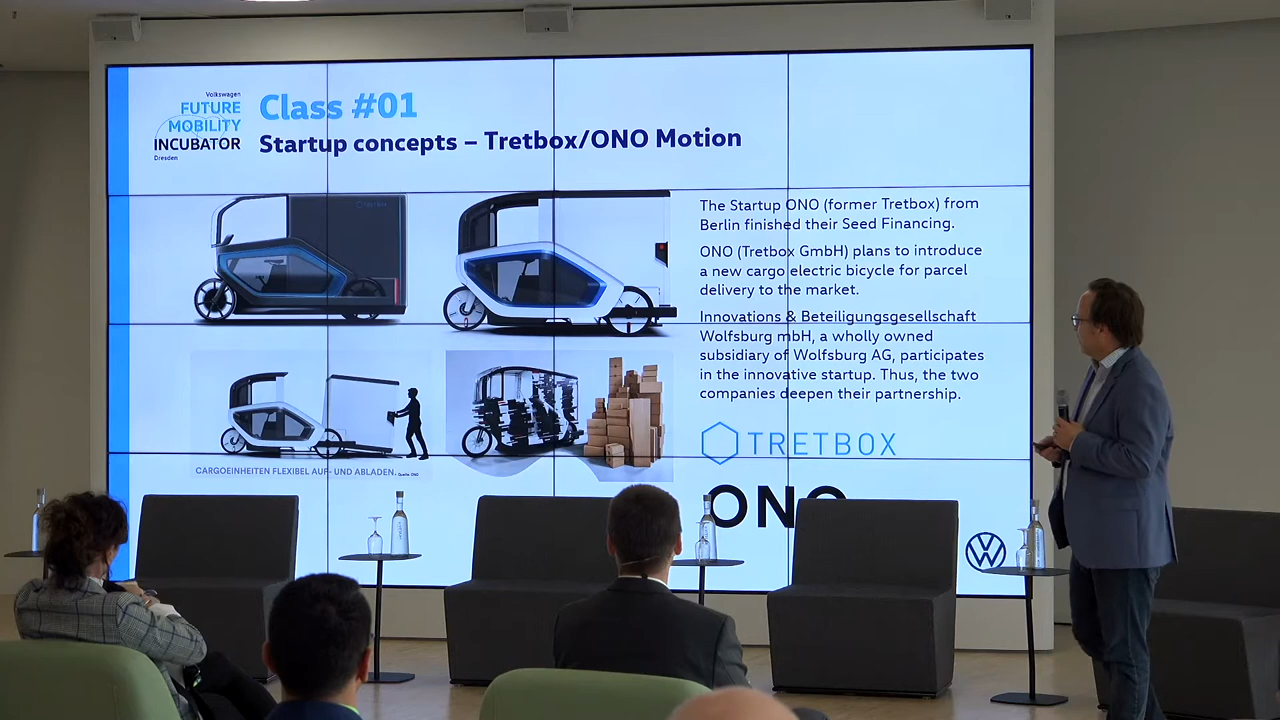 Volkswagen
FUTURE
MOBILITY
INCUBATOR
Dresden
Class #01
Startup concepts – Tretbox/ONO Motion
The Startup ONO (former Tretbox) from
Berlin finished their Seed Financing.
ONO (Tretbox GmbH) plans to introduce
a new cargo electric bicycle for parcel
delivery to the market.
Innovations & Beteiligungsgesellschaft
Wolfsburg mbH, a wholly owned
subsidiary of Wolfsburg AG, participates
in the innovative startup. Thus, the two
companies deepen their partnership.
CARGOEINHEITEN FLEXIBEL AUF- UND ABLADEN. Quelle: ONO
TRETBOX
ONO